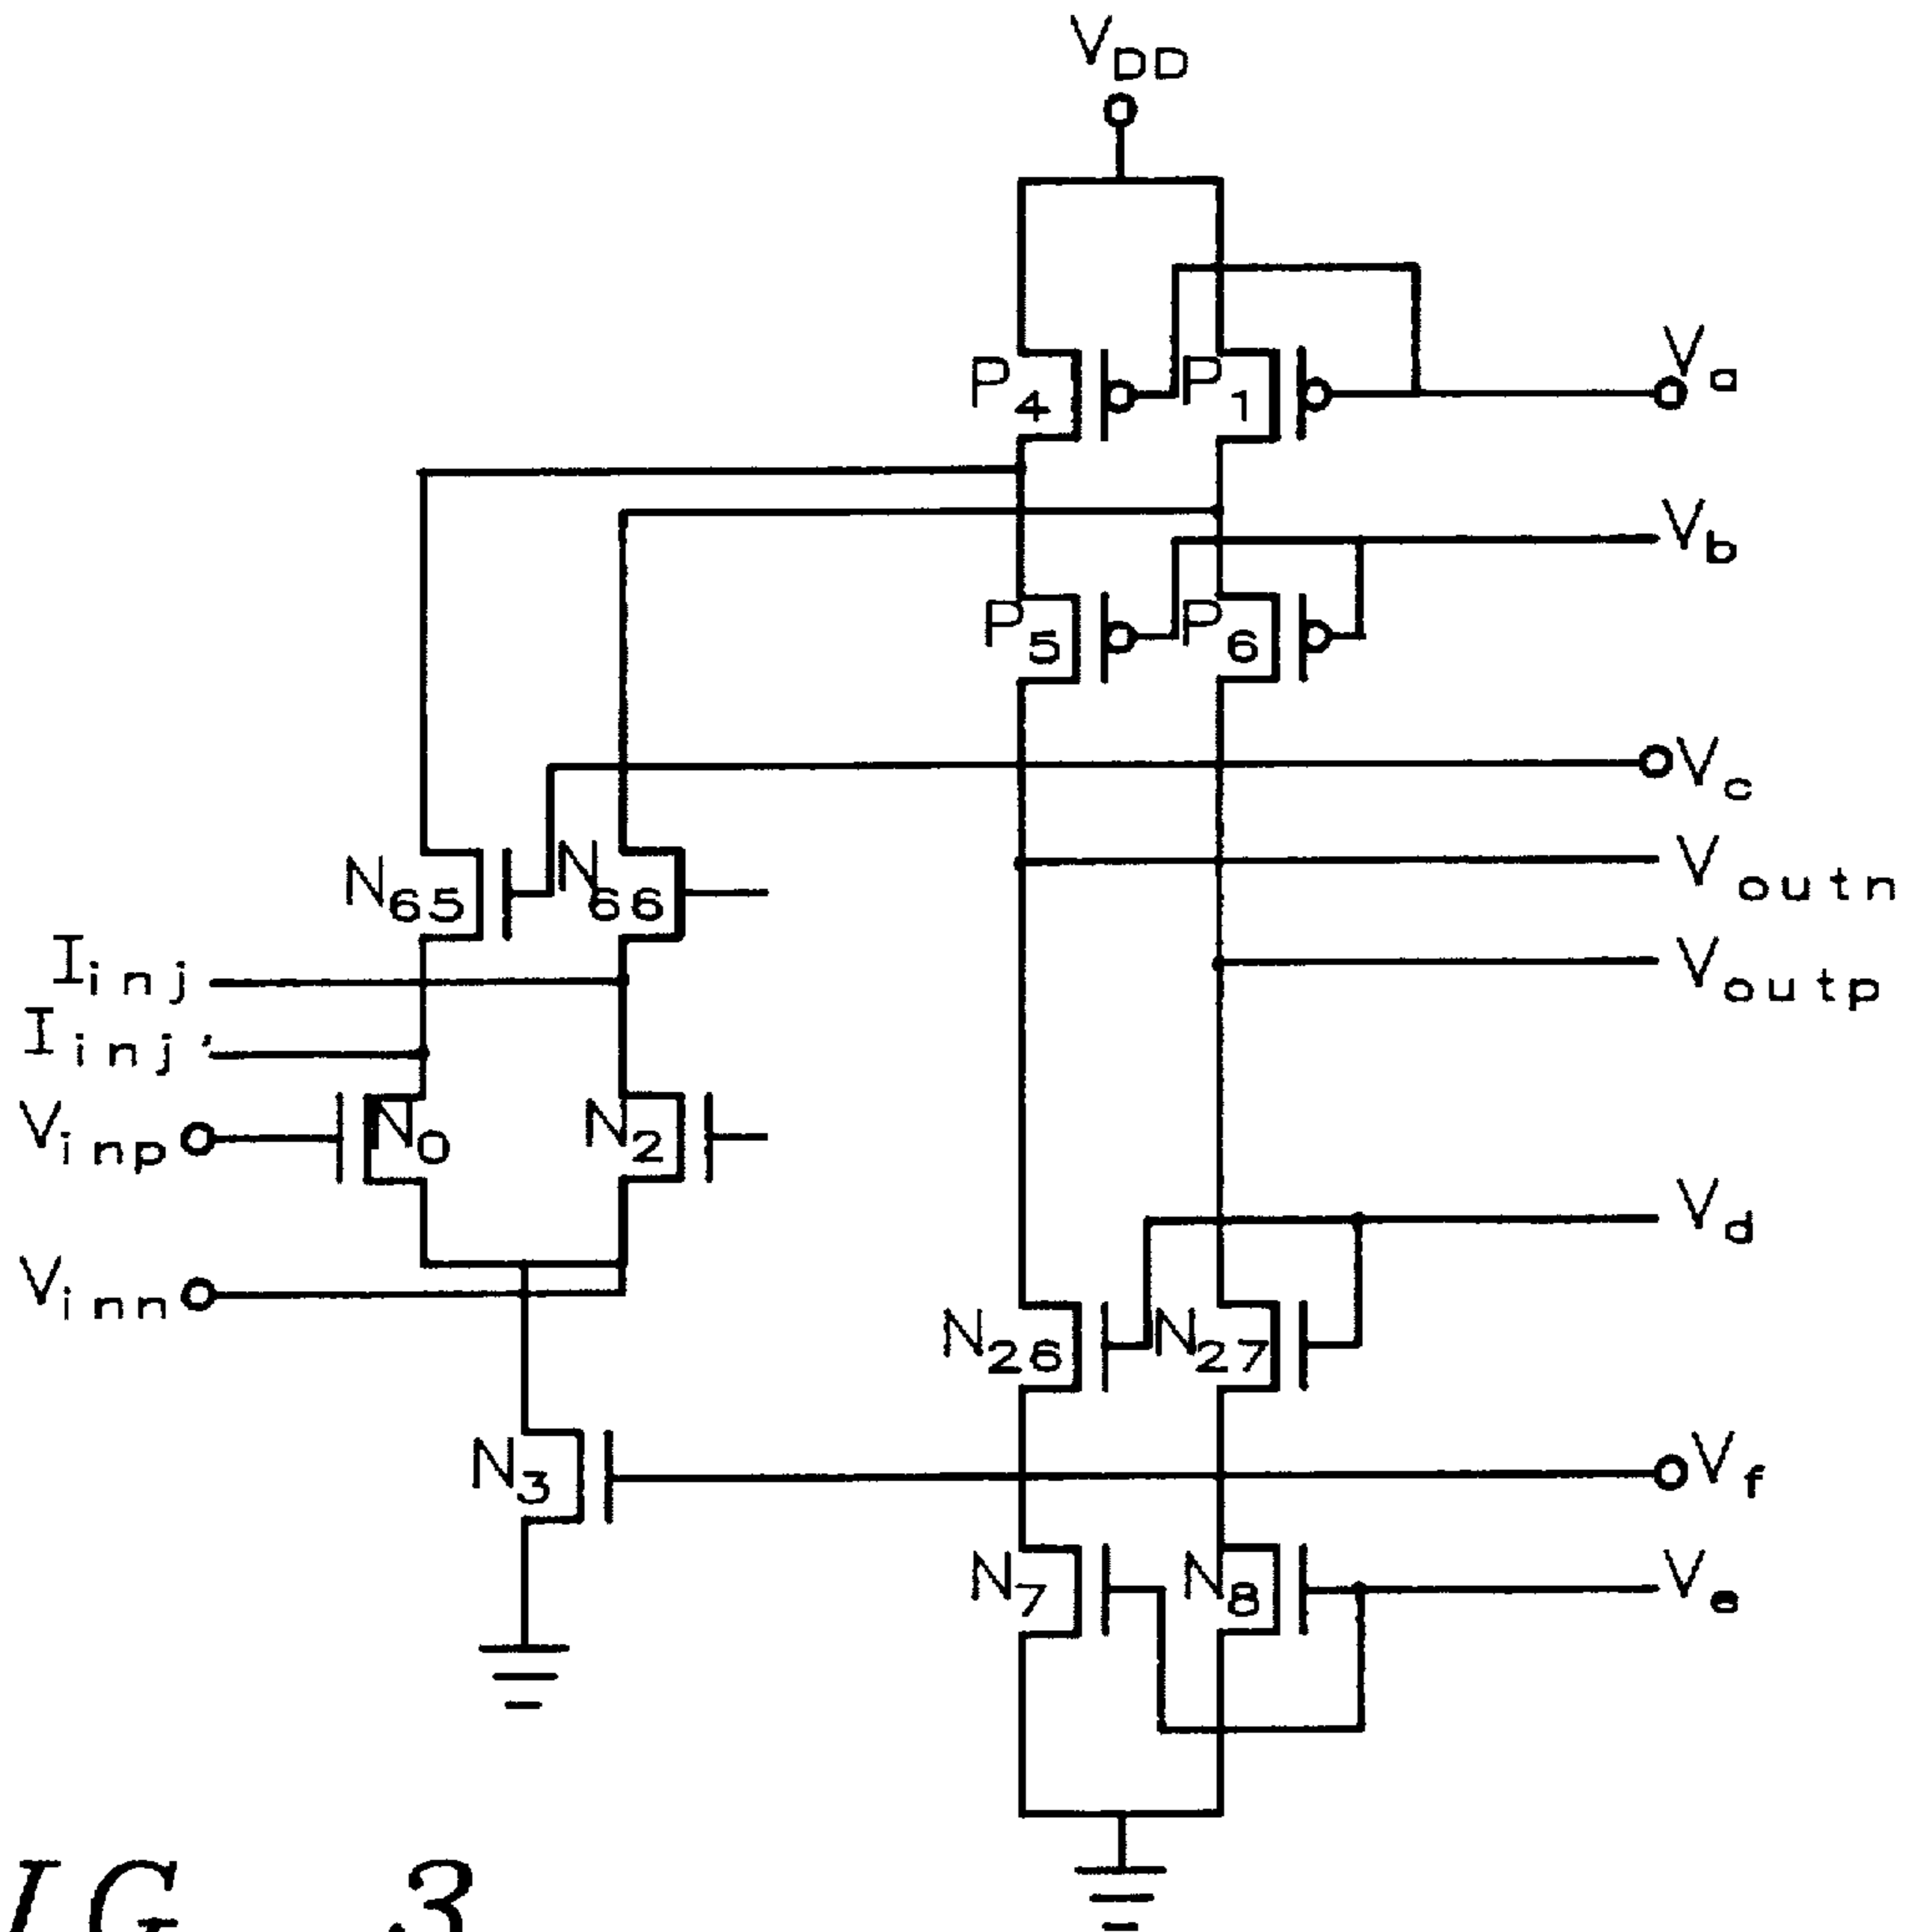 VDD
P4
P1
Va
Vb
P5
P6
Vc
N65
N66
Voutn
Iinj
Voutp
Iinj'
Vinp
N0
N2
Vd
Vinn
N26
N27
N3
Vf
N7
N8
Ve
IG 3